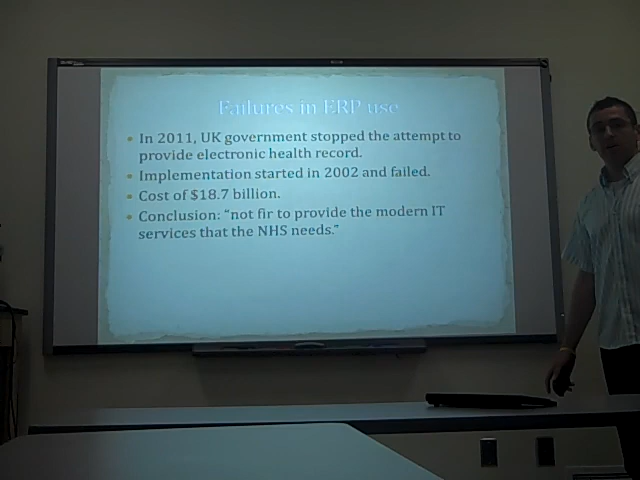 Failures in ERP use
In 2011, UK government stopped the attempt to
provide electronic health record.
Implementation started in 2002 and failed.
Cost of $18.7 billion.
Conclusion: "not fir to provide the modern IT
services that the NHS needs."